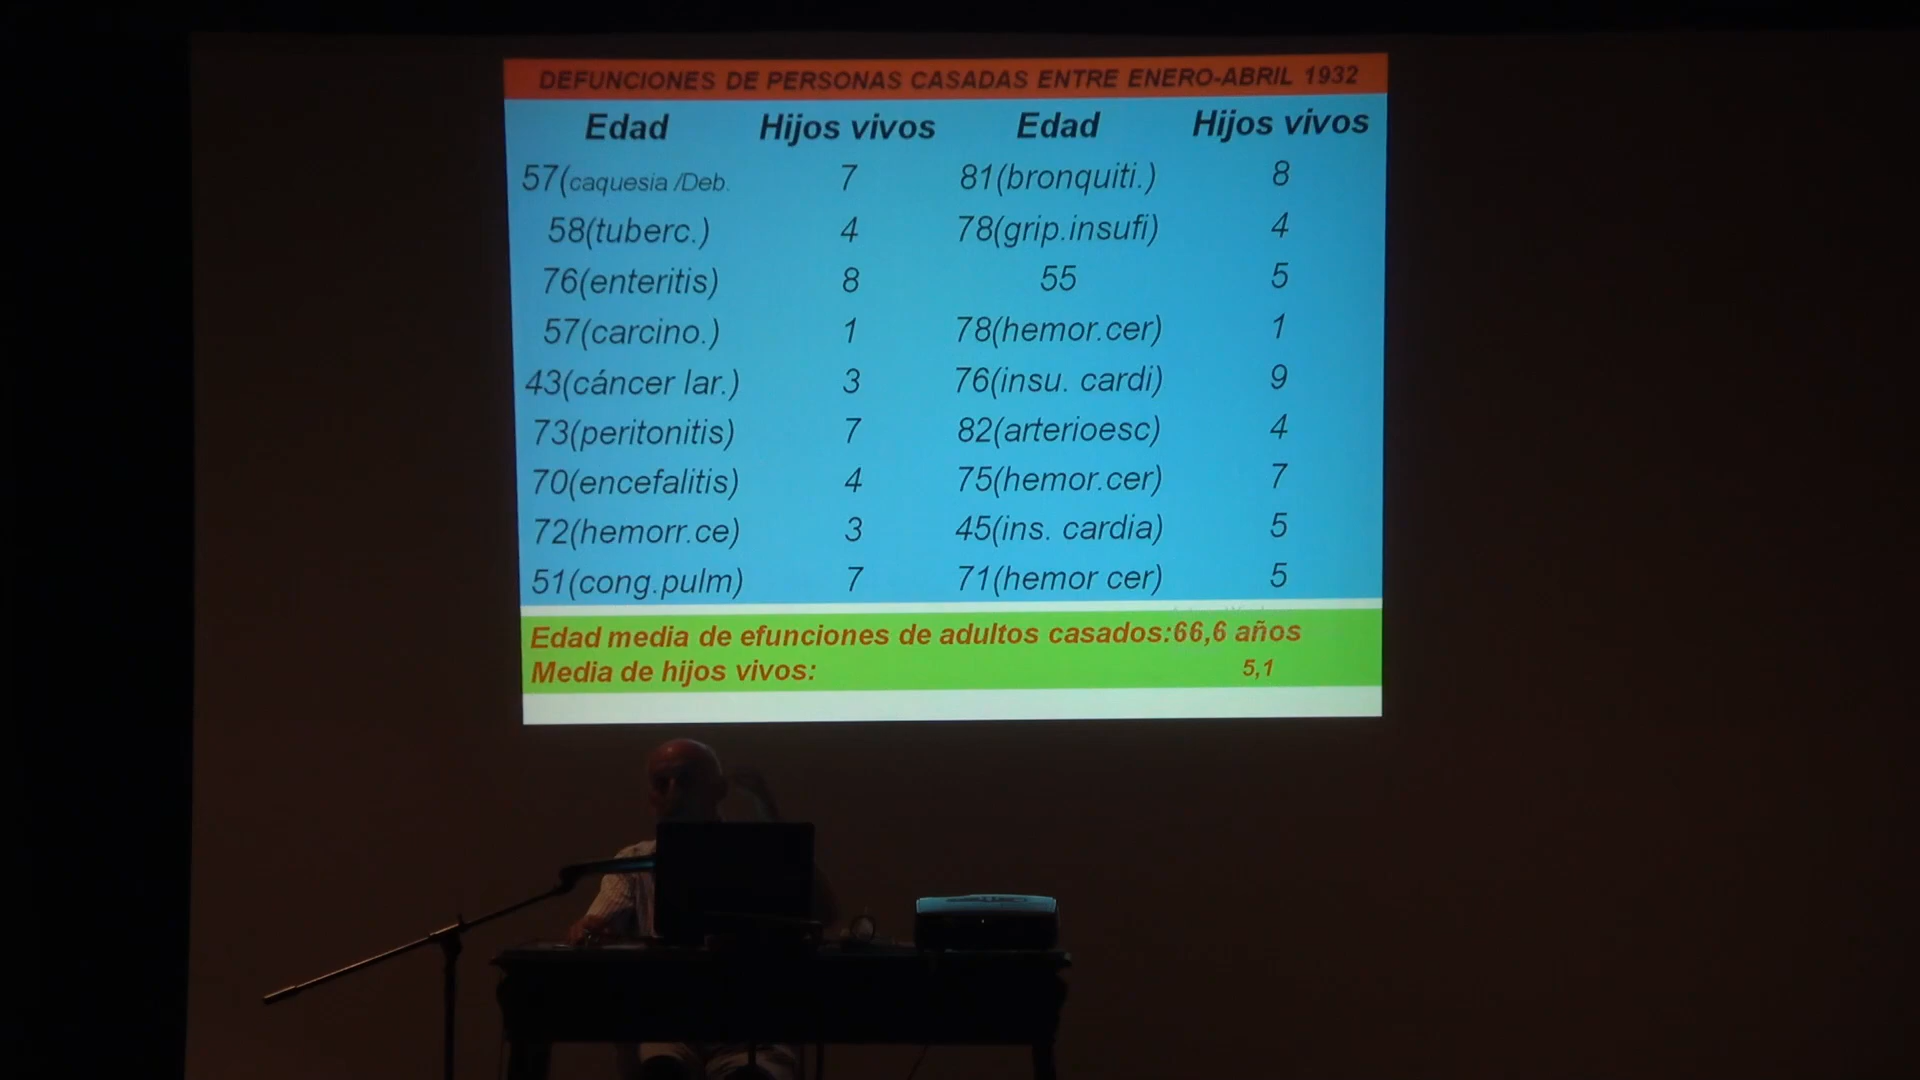 DEFUNCIONES DE PERSONAS CASADAS ENTRE ENERO-ABRIL 1932
Edad Hijos vivos Edad Hijos vivos
57(caquesia /Deb. 7 81(bronquiti.) 8
58(tuberc.) 4 78(grip.insufi) 4
76(enteritis) 8 55 5
57(carcino.) 1 78(hemor.cer) 1
43(cáncer lar.) 3 76(insu. cardi) 9
73(peritonitis) 7 82(arterioesc) 4
70(encefalitis) 4 75(hemor.cer) 7
72(hemorr.ce) 3 45(ins. cardia) 5
51(cong.pulm) 7 71(hemor cer) 5
Edad media de efunciones de adultos casados:66,6 años
Media de hijos vivos: 5,1